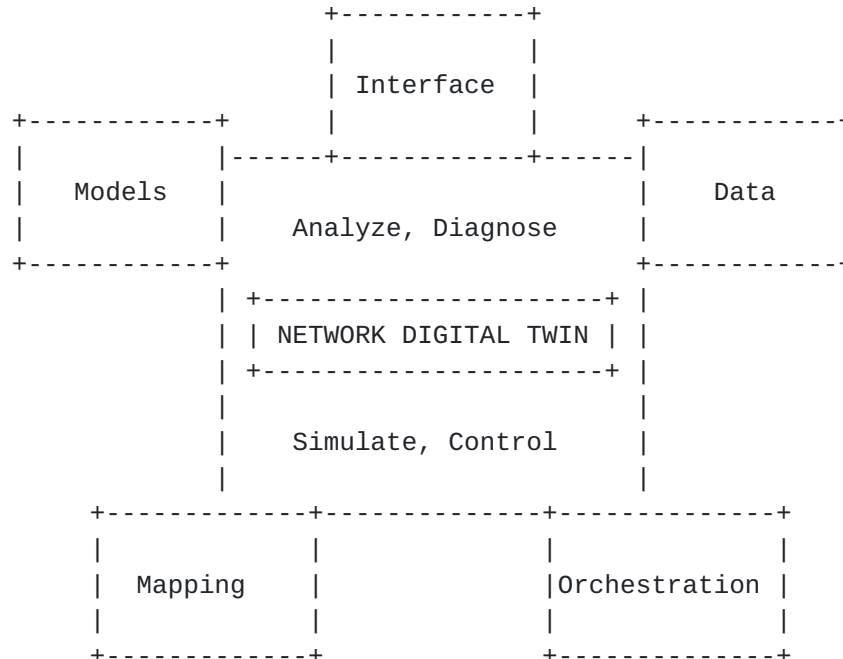 Interface
Models
Data
Analyze, Diagnose
NETWORK DIGITAL TWIN
Simulate, Control
Mapping
Orchestration